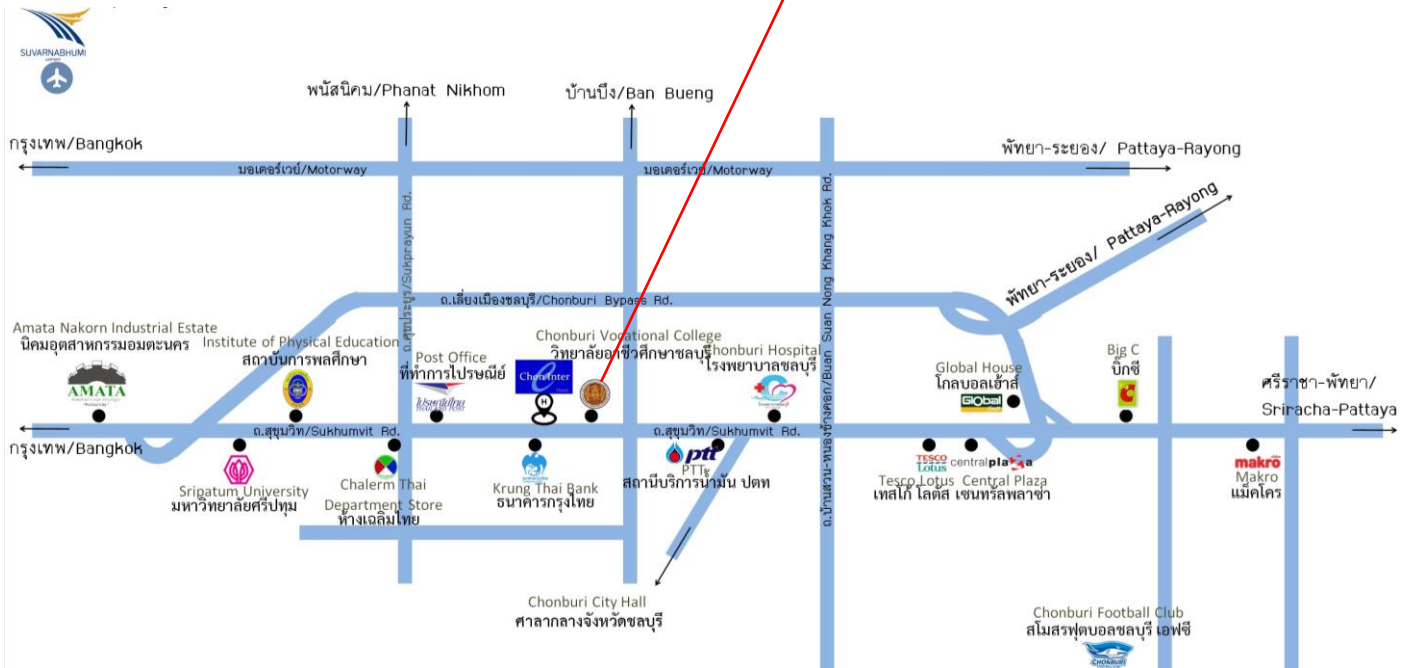 SUVARNABHUMI
AIRPORT
พนัสนิคม/Phanat Nikhom
บ้านบึง/Ban Bueng
กรุงเทพ/Bangkok
พัทยา-ระยอง/ Pattaya-Rayong
มอเตอร์เวย์/Motorway
มอเตอร์เวย์/Motorway
พัทยา-ระยอง/ Pattaya-Rayong
ถ.สุขประยูร/Sukprayun Rd.
ถ.บ้านสวน-หนองข้างคอก/Buan Suan Nong Khang Khok Rd.
ถ.เลี่ยงเมืองชลบุรี/Chonburi Bypass Rd.
Amata Nakorn Industrial Estate
นิคมอุตสาหกรรมอมตะนคร
AMATA
Institute of Physical Education
สถาบันการพลศึกษา
Post Office
ที่ทำการไปรษณีย์
ไปรษณีย์ไทย
THAILAND POST
Chon Inter
H
Chonburi Vocational College
วิทยาลัยอาชีวศึกษาชลบุรี
Chonburi Hospital
โรงพยาบาลชลบุรี
Global House
โกลบอลเฮ้าส์
Global
Big C
บิ๊กซี
ศรีราชา-พัทยา/
Sriracha-Pattaya
ถ.สุขุมวิท/Sukhumvit Rd.
ถ.สุขุมวิท/Sukhumvit Rd.
กรุงเทพ/Bangkok
Sripatum University
มหาวิทยาลัยศรีปทุม
Chalerm Thai
Department Store
ห้างเฉลิมไทย
Krung Thai Bank
ธนาคารกรุงไทย
ptt
PTT
สถานีบริการน้ำมัน ปตท
TESCO
Lotus
Tesco Lotus
เทสโก้ โลตัส
centralplaza
Central Plaza
เซนทรัลพลาซ่า
makro
Makro
แม็คโคร
Chonburi City Hall
ศาลากลางจังหวัดชลบุรี
Chonburi Football Club
สโมสรฟุตบอลชลบุรี เอฟซี
CHONBURI